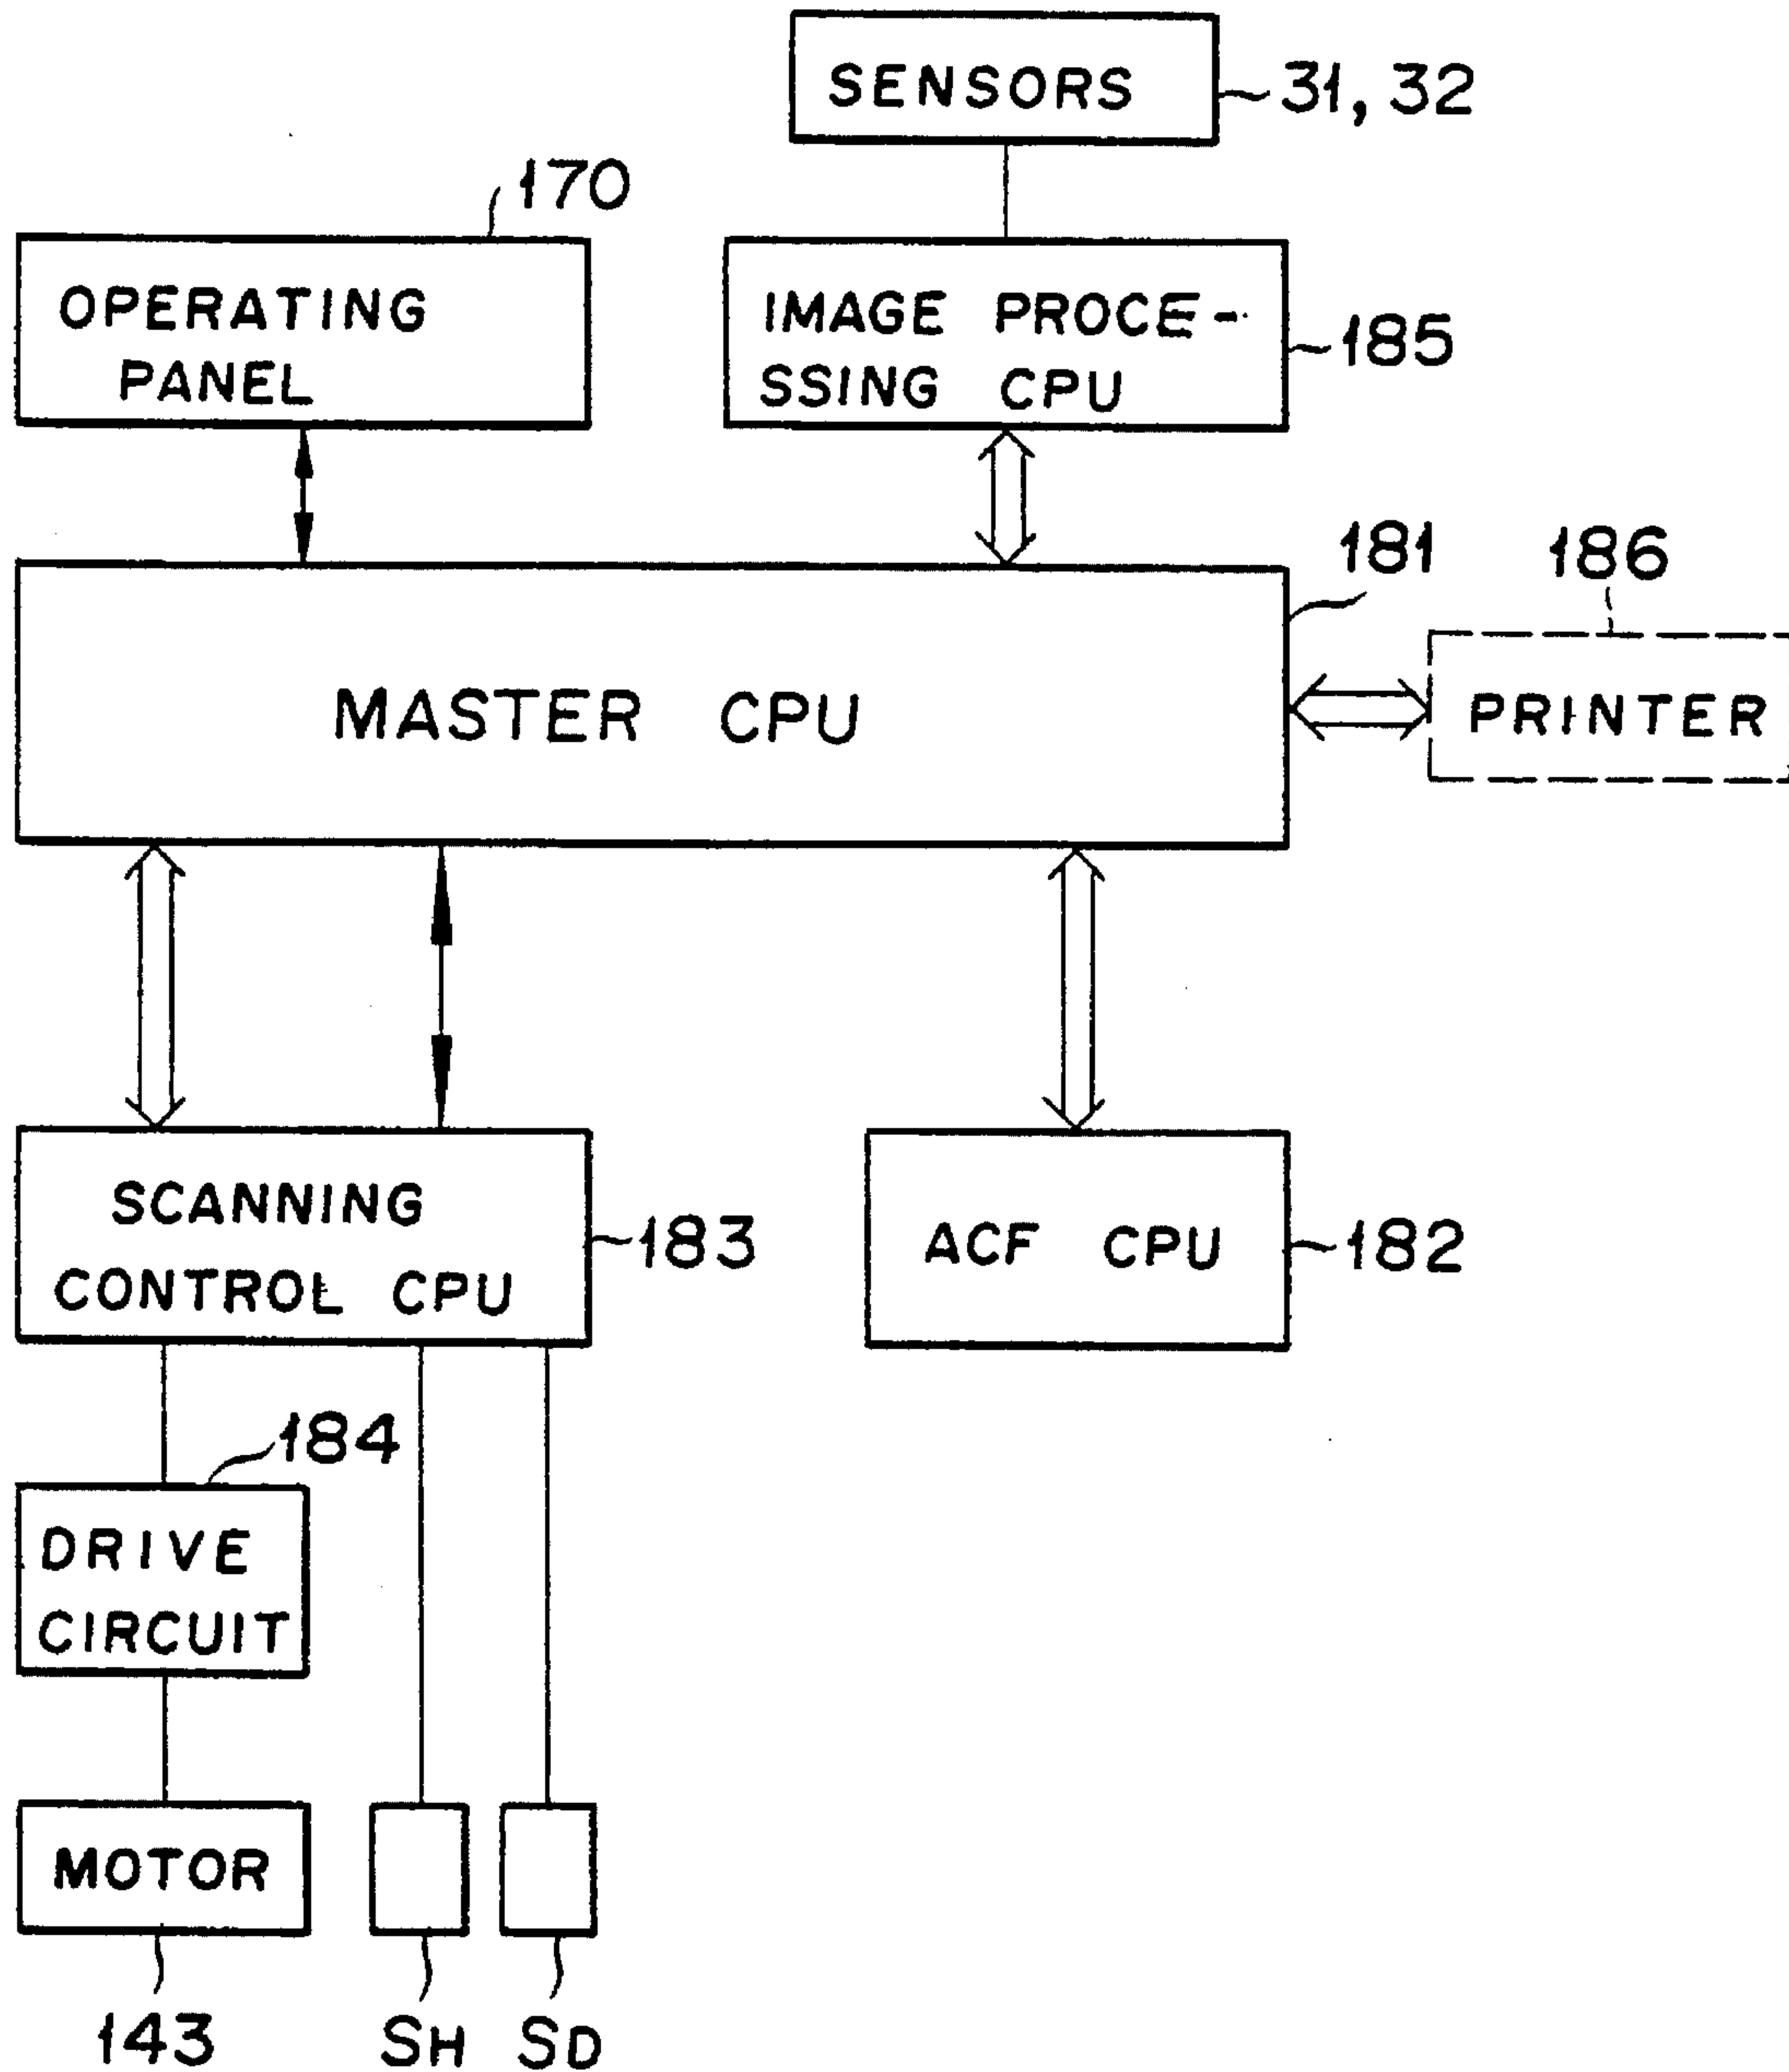 SENSORS
31, 32
170
OPERATING
PANEL
IMAGE PROCE-
SSING CPU
185
181
186
MASTER CPU
PRINTER
SCANNING
CONTROL CPU
183
ACF CPU
182
184
DRIVE
CIRCUIT
MOTOR
143
SH
SD